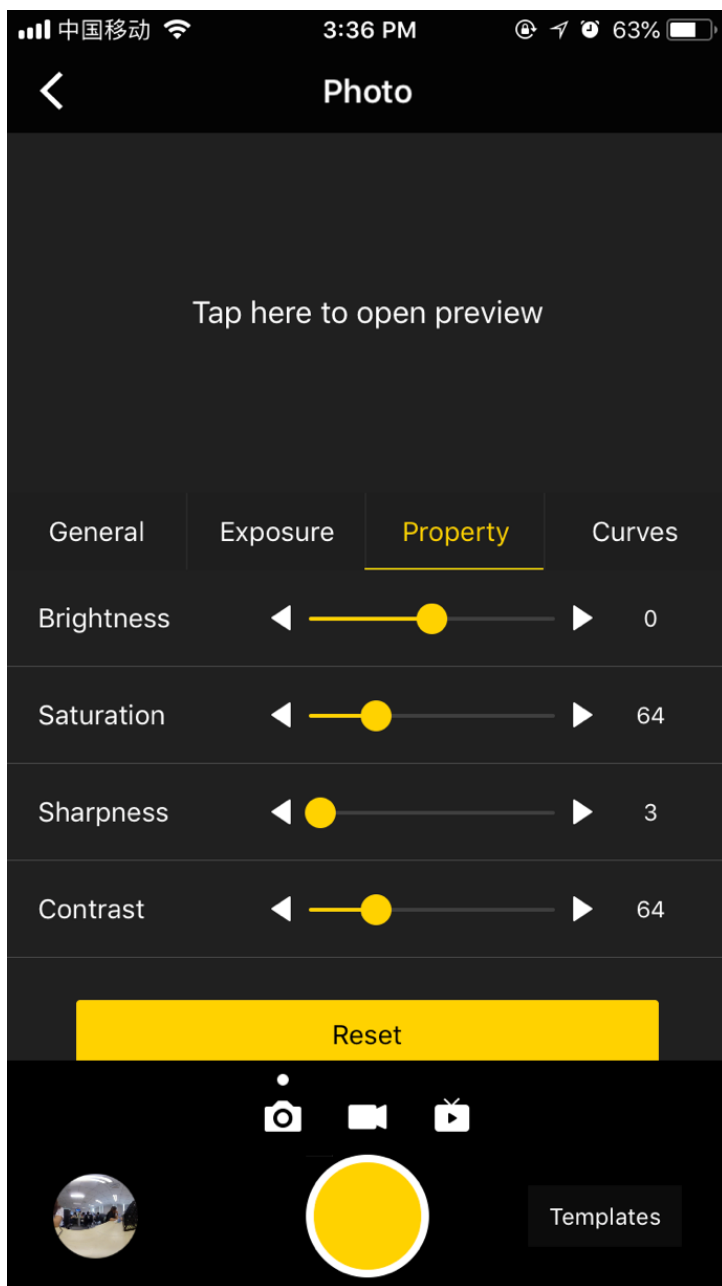 中国移动 3:36 PM 63%
Photo
Tap here to open preview
General Exposure Property Curves
Brightness 0
Saturation 64
Sharpness 3
Contrast 64
Reset
Templates